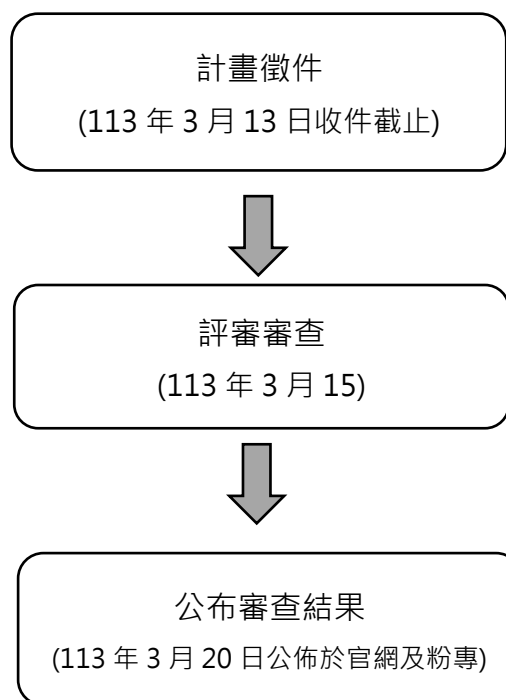 計畫徵件
(113 年 3 月 13 日收件截止)
評審審查
(113 年 3 月 15)
公布審查結果
(113 年 3 月 20 日公佈於官網及粉專)